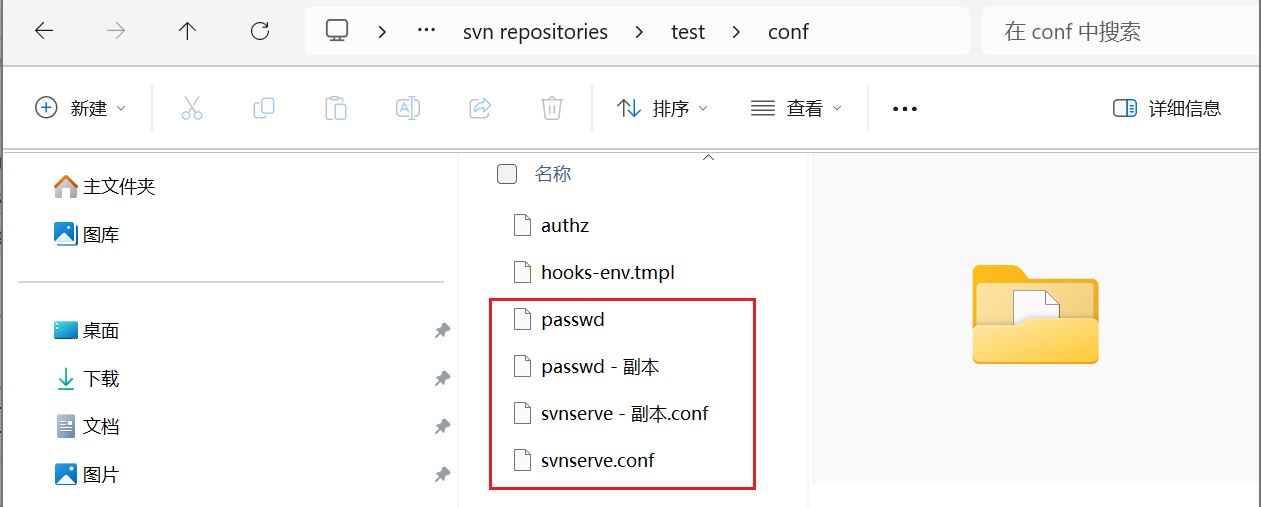 svn repositories > test > conf
在 conf 中搜索
新建
排序
查看
详细信息
主文件夹
图库
桌面
下载
文档
图片
名称
authz
hooks-env.tmpl
passwd
passwd - 副本
svnserve - 副本.conf
svnserve.conf